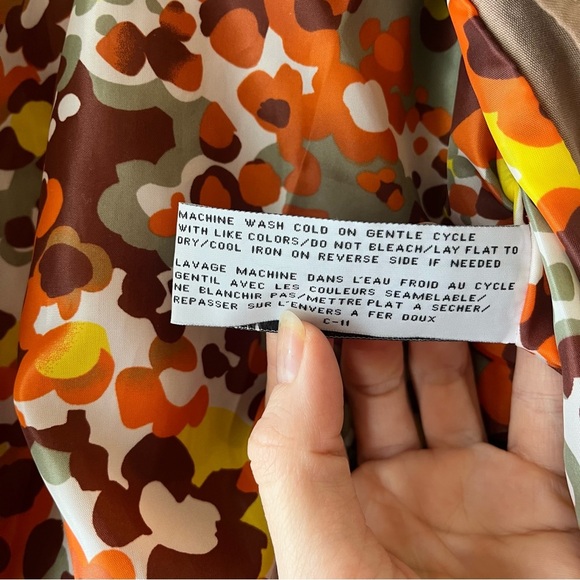 MACHINE WASH COLD ON GENTLE CYCLE
WITH LIKE COLORS/DO NOT BLEACH/LAY FLAT TO
DRY/COOL IRON ON REVERSE SIDE IF NEEDED
LAVAGE MACHINE DANS L'EAU FROID AU CYCLE
GENTIL AVEC LES COULEURS SEAMBLABLE/
NE BLANCHIR PAS/METTRE PLAT A SECHER/
REPASSER SUR L'ENVERS A FER DOUX
C-11